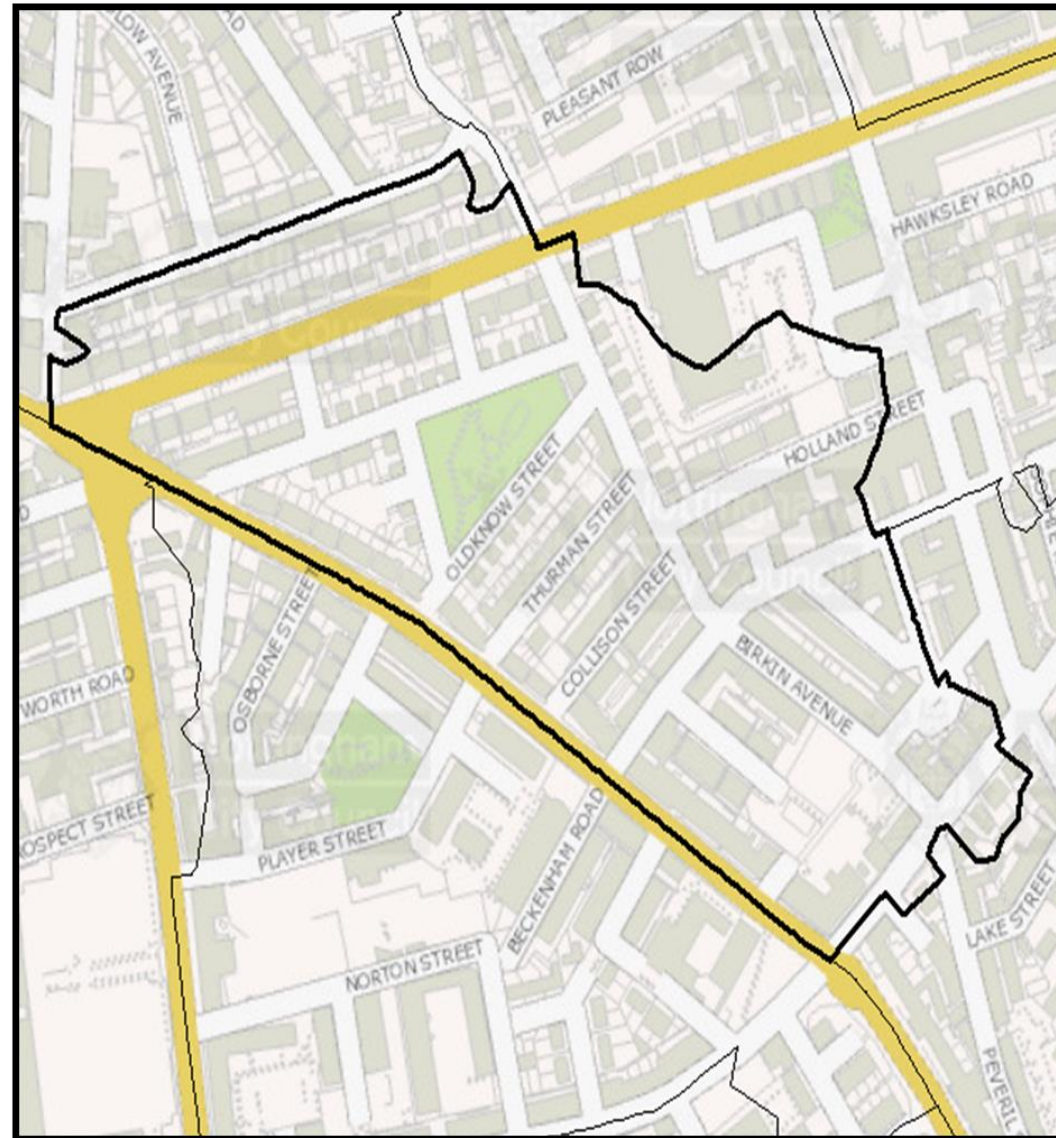 PLEASANT ROW
HAWKSLEY ROAD
HOLLAND STREET
OLDKNOW STREET
THURMAN STREET
COLLISON STREET
OSBORNE STREET
BIRKIN AVENUE
WORTH ROAD
OSPECT STREET
PLAYER STREET
BECKENHAM ROAD
NORTON STREET
LAKE STREET
PEVERIL
LOW AVENUE